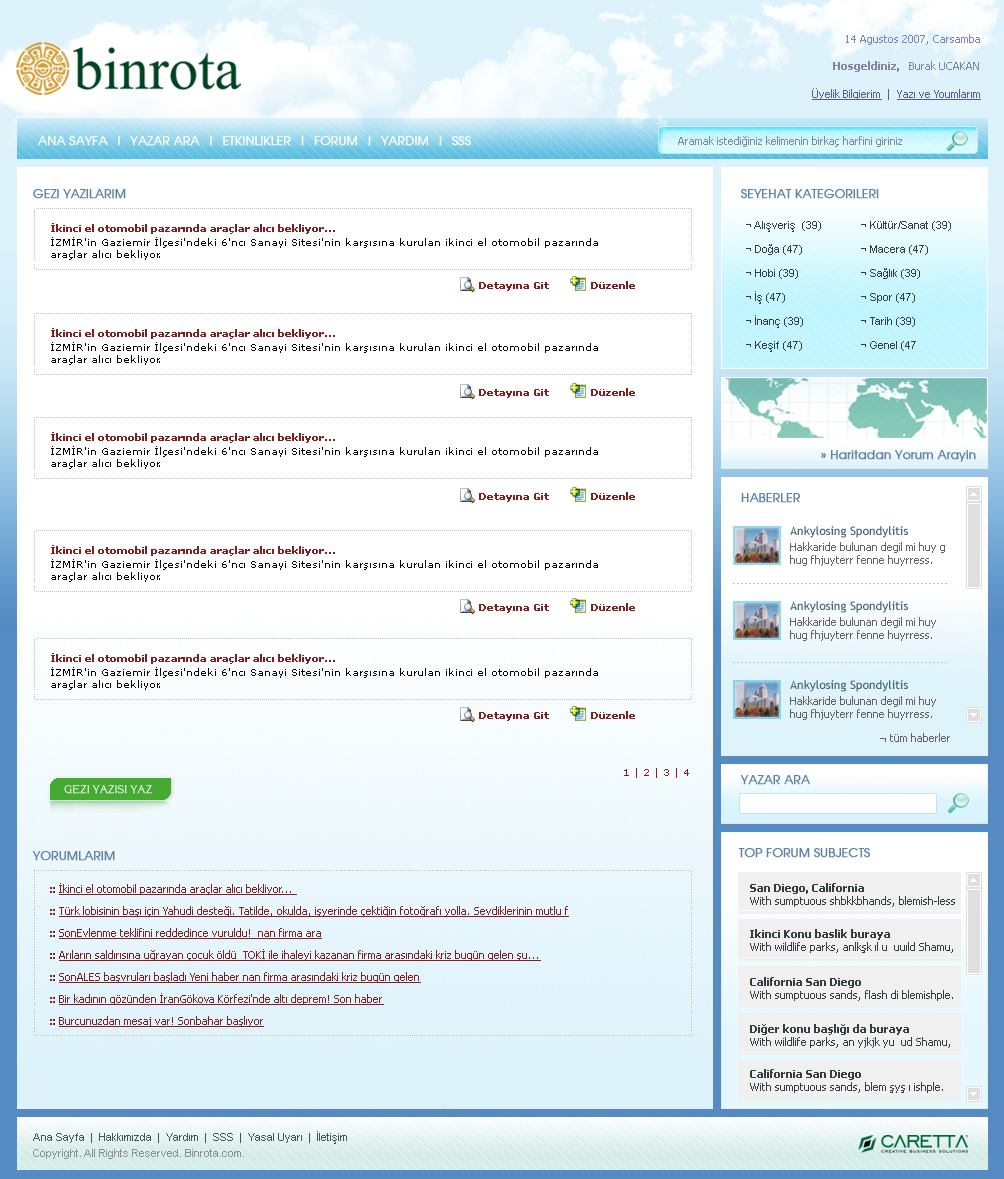 binrota
14 Agustos 2007, Carsamba
Hosgeldiniz, Burak UCAKAN
Üyelik Bilgierim | Yazı ve Youmlarım
ANA SAYFA | YAZAR ARA | ETKINLIKLER | FORUM | YARDIM | SSS
Aramak istediğiniz kelimenin birkaç harfini giriniz
GEZI YAZILARIM
İkinci el otomobil pazarında araçlar alıcı bekliyor...
İZMİR'in Gaziemir İlçesi'ndeki 6'ncı Sanayi Sitesi'nin karşısına kurulan ikinci el otomobil pazarında
araçlar alıcı bekliyor.
Detayına Git Düzenle
İkinci el otomobil pazarında araçlar alıcı bekliyor...
İZMİR'in Gaziemir İlçesi'ndeki 6'ncı Sanayi Sitesi'nin karşısına kurulan ikinci el otomobil pazarında
araçlar alıcı bekliyor.
Detayına Git Düzenle
İkinci el otomobil pazarında araçlar alıcı bekliyor...
İZMİR'in Gaziemir İlçesi'ndeki 6'ncı Sanayi Sitesi'nin karşısına kurulan ikinci el otomobil pazarında
araçlar alıcı bekliyor.
Detayına Git Düzenle
İkinci el otomobil pazarında araçlar alıcı bekliyor...
İZMİR'in Gaziemir İlçesi'ndeki 6'ncı Sanayi Sitesi'nin karşısına kurulan ikinci el otomobil pazarında
araçlar alıcı bekliyor.
Detayına Git Düzenle
İkinci el otomobil pazarında araçlar alıcı bekliyor...
İZMİR'in Gaziemir İlçesi'ndeki 6'ncı Sanayi Sitesi'nin karşısına kurulan ikinci el otomobil pazarında
araçlar alıcı bekliyor.
Detayına Git Düzenle
1 | 2 | 3 | 4
GEZI YAZISI YAZ
YORUMLARIM
:: İkinci el otomobil pazarında araçlar alıcı bekliyor...
:: Türk lobisinin başı için Yahudi desteği. Tatilde, okulda, işyerinde çektiğin fotoğrafı yolla. Sevdiklerinin mutlu f
:: SonEvlenme teklifini reddedince vuruldu! nan firma ara
:: Arıların saldırısına uğrayan çocuk öldü TOKİ ile ihaleyi kazanan firma arasındaki kriz bugün gelen şu...
:: SonALES başvruları başladı Yeni haber nan firma arasındaki kriz bugün gelen
:: Bir kadının gözünden İranGökova Körfezi'nde altı deprem! Son haber
:: Burcunuzdan mesaj var! Sonbahar başlıyor
SEYEHAT KATEGORILERI
¬ Alışveriş (39) ¬ Kültür/Sanat (39)
¬ Doğa (47) ¬ Macera (47)
¬ Hobi (39) ¬ Sağlık (39)
¬ İş (47) ¬ Spor (47)
¬ İnanç (39) ¬ Tarih (39)
¬ Keşif (47) ¬ Genel (47
» Haritadan Yorum Arayin
HABERLER
Ankylosing Spondylitis
Hakkaride bulunan degil mi huy g
hug fhjuyterr fenne huyrress.
Ankylosing Spondylitis
Hakkaride bulunan degil mi huy
hug fhjuyterr fenne huyrress.
Ankylosing Spondylitis
Hakkaride bulunan degil mi huy
hug fhjuyterr fenne huyrress.
¬ tüm haberler
YAZAR ARA
TOP FORUM SUBJECTS
San Diego, California
With sumptuous shbkkbhands, blemish-less
Ikinci Konu baslik buraya
With wildlife parks, anlkşk ıl u uuild Shamu,
California San Diego
With sumptuous sands, flash di blemishple.
Diğer konu başlığı da buraya
With wildlife parks, an yjkjk yu ud Shamu,
California San Diego
With sumptuous sands, blem şyş ı ishple.
Ana Sayfa | Hakkımızda | Yardım | SSS | Yasal Uyarı | İletişim
Copyright. All Rights Reserved. Binrota.com.
CARETTA
CREATIVE BUSINESS SOLUTIONS